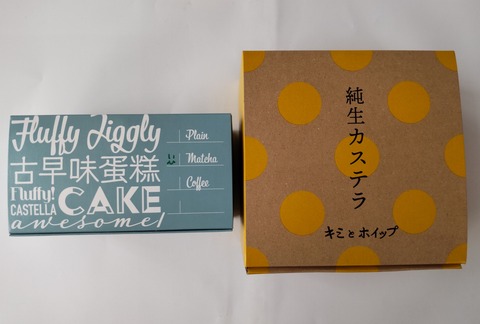 Fluffy Jiggly
古早味蛋糕
Fluffy!
CASTELLA
CAKE
awesome!
Plain
Matcha
Coffee
純生カステラ
キミとホイップ